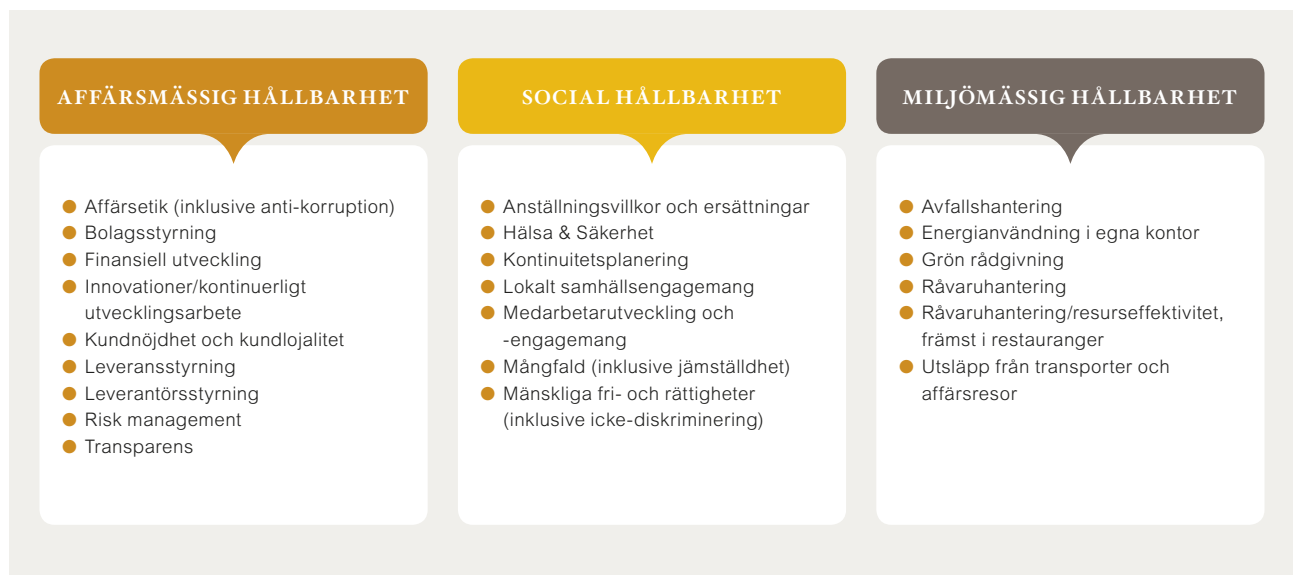 AFFÄRSMÄSSIG HÅLLBARHET
Affärsetik (inklusive anti-korruption)
Bolagsstyrning
Finansiell utveckling
Innovationer/kontinuerligt
utvecklingsarbete
Kundnöjdhet och kundlojalitet
Leveransstyrning
Leverantörsstyrning
Risk management
Transparens
SOCIAL HÅLLBARHET
Anställningsvillkor och ersättningar
Hälsa & Säkerhet
Kontinuitetsplanering
Lokalt samhällsengagemang
Medarbetarutveckling och
-engagemang
Mångfald (inklusive jämställdhet)
Mänskliga fri- och rättigheter
(inklusive icke-diskriminering)
MILJÖMÄSSIG HÅLLBARHET
Avfallshantering
Energianvändning i egna kontor
Grön rådgivning
Råvaruhantering
Råvaruhantering/resurseffektivitet,
främst i restauranger
Utsläpp från transporter och
affärsresor